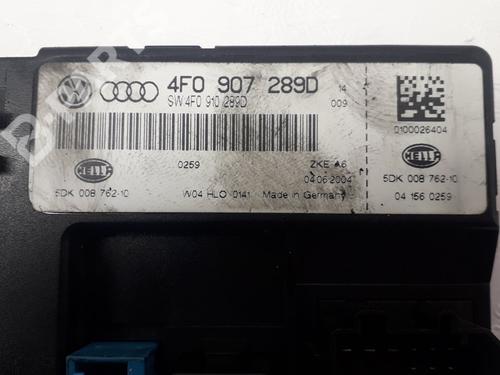 4F0 907 289D
SW 4F0 910 289D
14
009
0100026404
HELLA
0259
ZKE A6
5DK 008 762-10
W04 HLO 0141
04.06.2004
Made in Germany
HELLA
5DK 008 762-10
04 156 0259